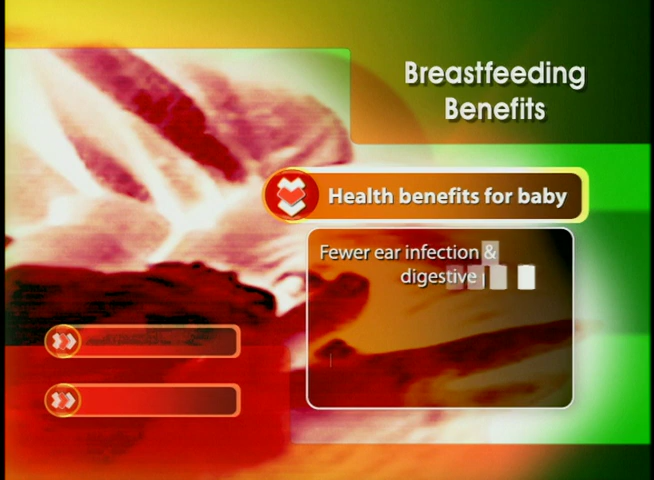 Breastfeeding
Benefits
Health benefits for baby
Fewer ear infection &
digestive